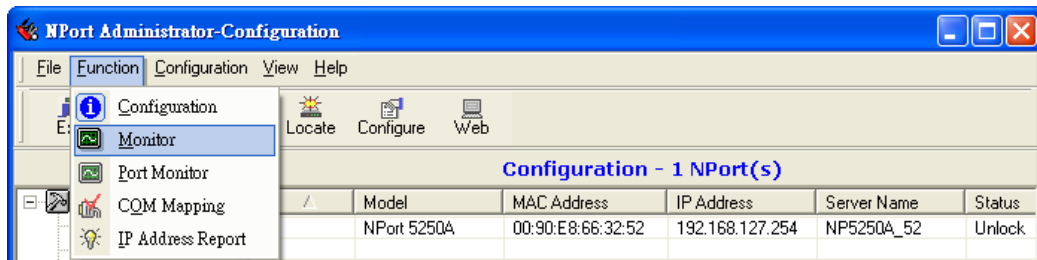 NPort Administrator-Configuration
File Function Configuration View Help
Configuration
Monitor
Port Monitor
COM Mapping
IP Address Report
Locate Configure Web
Configuration - 1 NPort(s)
Model MAC Address IP Address Server Name Status
NPort 5250A 00:90:E8:66:32:52 192.168.127.254 NP5250A_52 Unlock